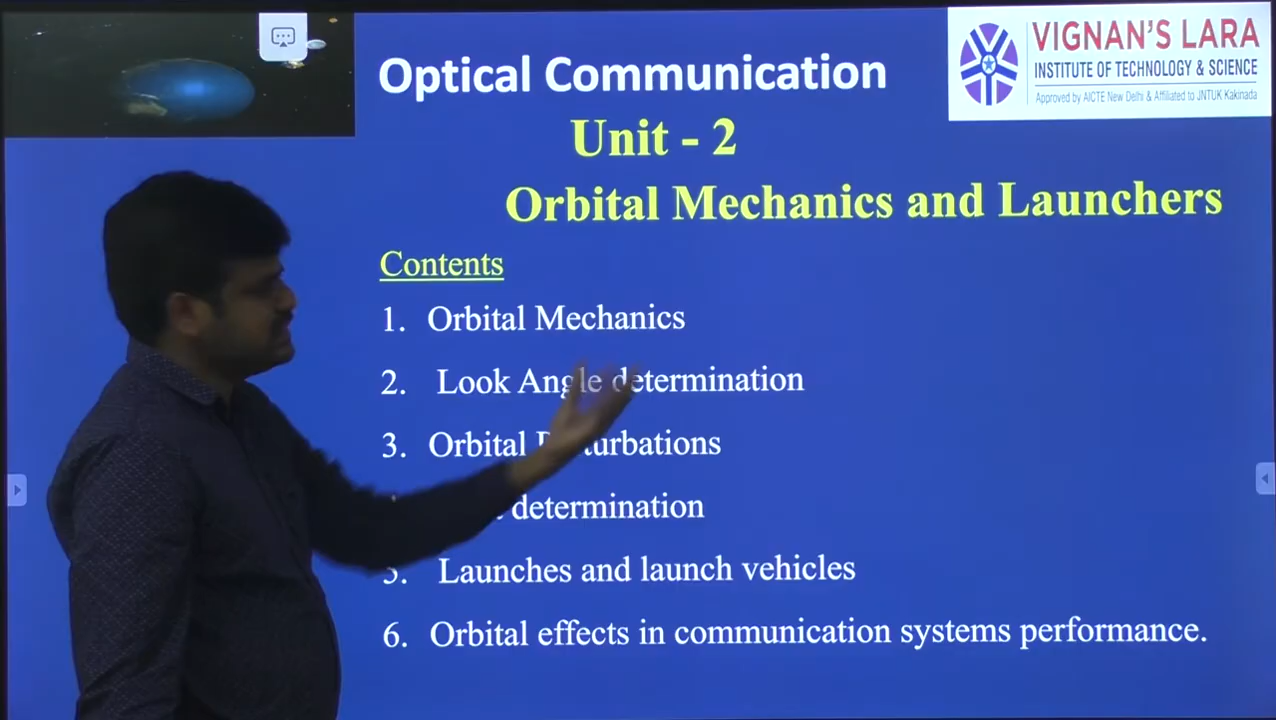 Optical Communication
VIGNAN'S LARA
INSTITUTE OF TECHNOLOGY & SCIENCE
Approved by AICTE New Delhi & Affiliated to JNTUK Kakinada
Unit - 2
Orbital Mechanics and Launchers
Contents
1. Orbital Mechanics
2. Look Angle determination
3. Orbital
determination
5. Launches and launch vehicles
6. Orbital effects in communication systems performance.